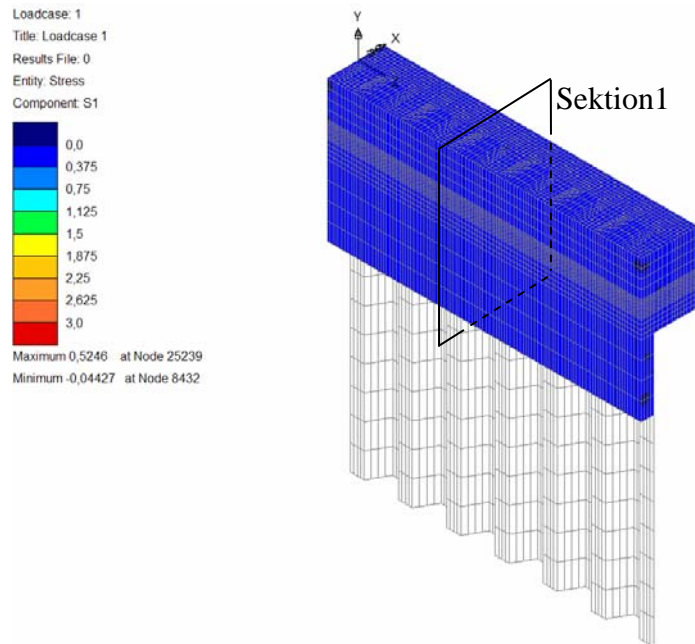 Loadcase: 1
Title: Loadcase 1
Results File: 0
Entity: Stress
Component: S1
0,0
0,375
0,75
1,125
1,5
1,875
2,25
2,625
3,0
Maximum 0,5246 at Node 25239
Minimum -0,04427 at Node 8432
Y
X
Z
Sektion1